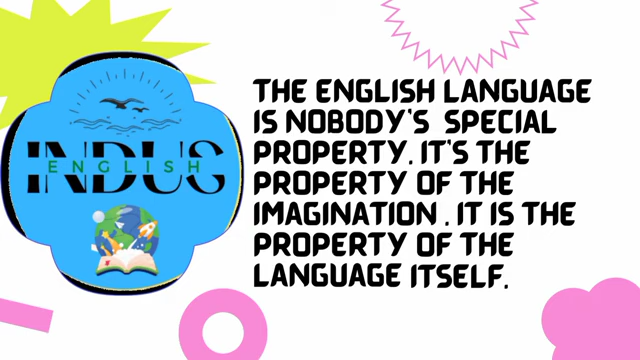 INDUS
ENGLISH
THE ENGLISH LANGUAGE
IS NOBODY'S SPECIAL
PROPERTY. IT'S THE
PROPERTY OF THE
IMAGINATION . IT IS THE
PROPERTY OF THE
LANGUAGE ITSELF.